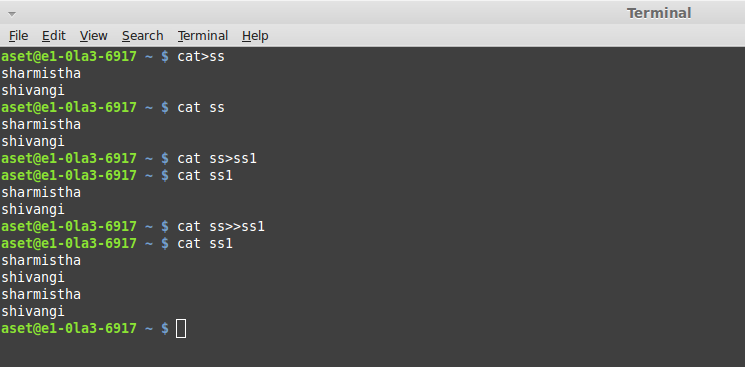 Terminal
File Edit View Search Terminal Help
aset@e1-0la3-6917 ~ $ cat>ss
sharmistha
shivangi
aset@e1-0la3-6917 ~ $ cat ss
sharmistha
shivangi
aset@e1-0la3-6917 ~ $ cat ss>ss1
aset@e1-0la3-6917 ~ $ cat ss1
sharmistha
shivangi
aset@e1-0la3-6917 ~ $ cat ss>>ss1
aset@e1-0la3-6917 ~ $ cat ss1
sharmistha
shivangi
sharmistha
shivangi
aset@e1-0la3-6917 ~ $